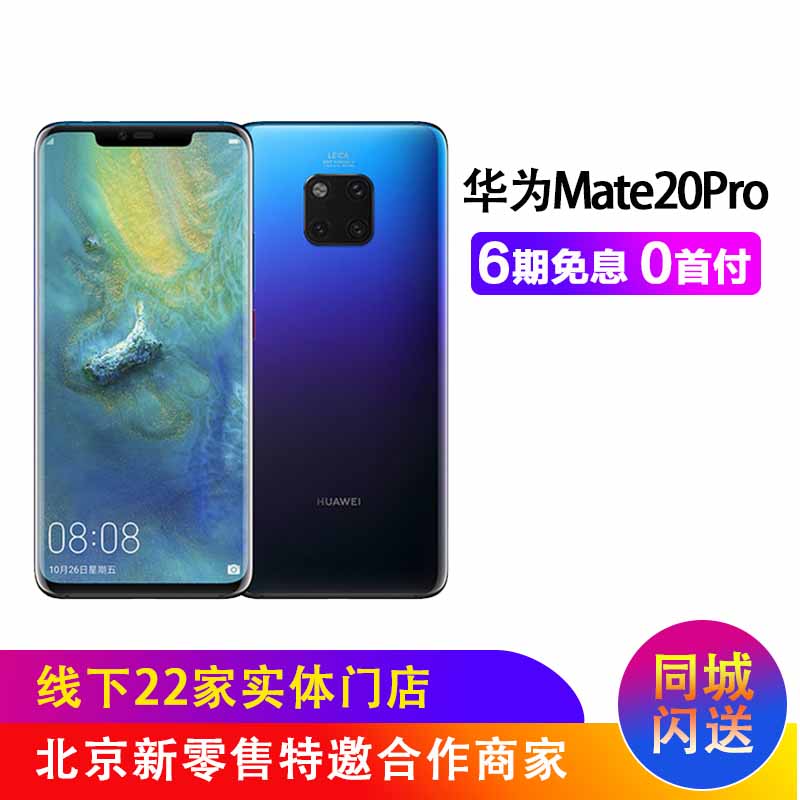 LEICA
华为Mate20Pro
6期免息 0首付
HUAWEI
08:08
10月26日星期五
线下22家实体门店
北京新零售特邀合作商家
同城
闪送